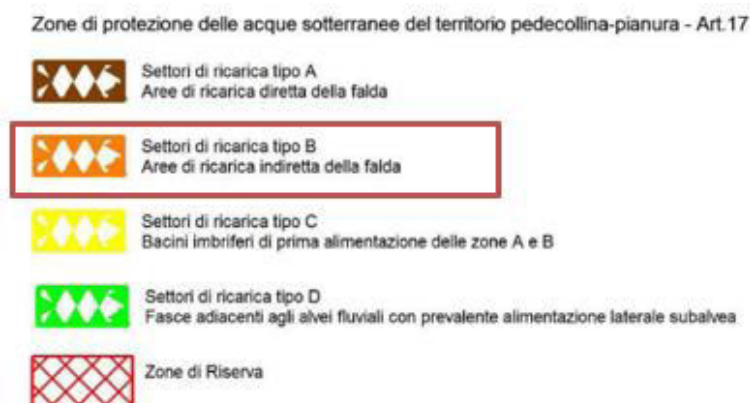 Zone di protezione delle acque sotterranee del territorio pedecollina-pianura - Art.17
Settori di ricarica tipo A
Aree di ricarica diretta della falda
Settori di ricarica tipo B
Aree di ricarica indiretta della falda
Settori di ricarica tipo C
Bacini imbriferi di prima alimentazione delle zone A e B
Settori di ricarica tipo D
Fasce adiacenti agli alvei fluviali con prevalente alimentazione laterale subalvea
Zone di Riserva